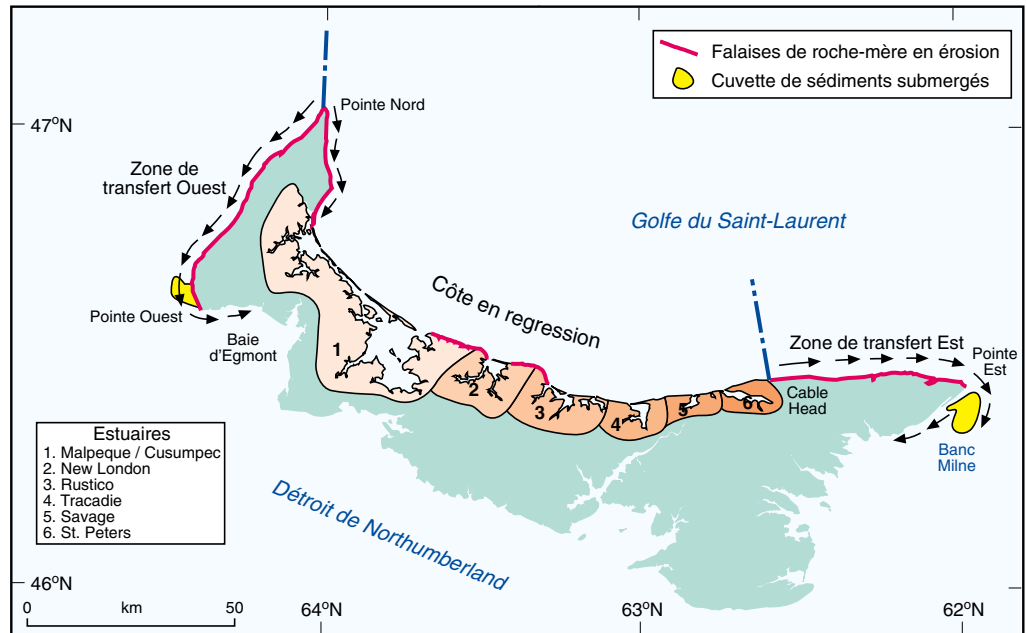 Falaises de roche-mère en érosion
Cuvette de sédiments submergés
Pointe Nord
47°N
Zone de
transfert Ouest
Golfe du Saint-Laurent
Côte en regression
Pointe Ouest
Baie
d'Egmont
Zone de transfert Est
Pointe
Est
Cable
Head
Banc
Milne
1
2
3
4
5
6
Estuaires
1. Malpeque / Cusumpec
2. New London
3. Rustico
4. Tracadie
5. Savage
6. St. Peters
Détroit de Northumberland
46°N
0 km 50
64°N
63°N
62°N